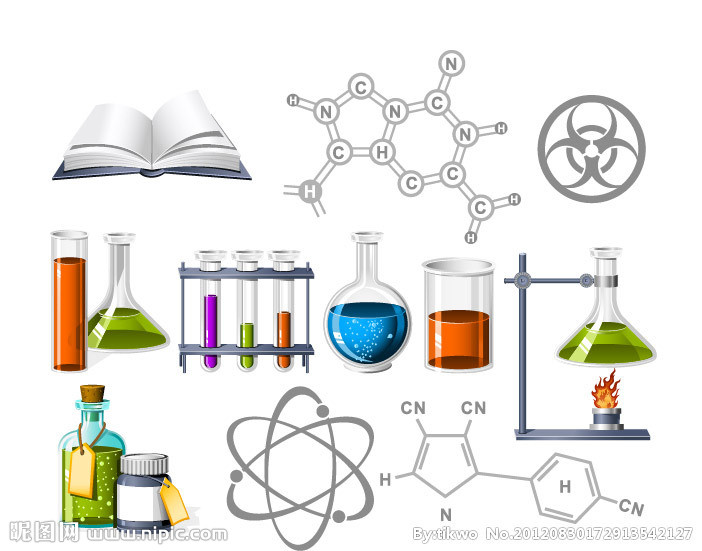 N
C
H C
N N
N H
C H
C
C
H
C H
H
CN CN
H
H
CN
N
昵图网 www.nipic.com
By:tikwo No.20120830172913542127